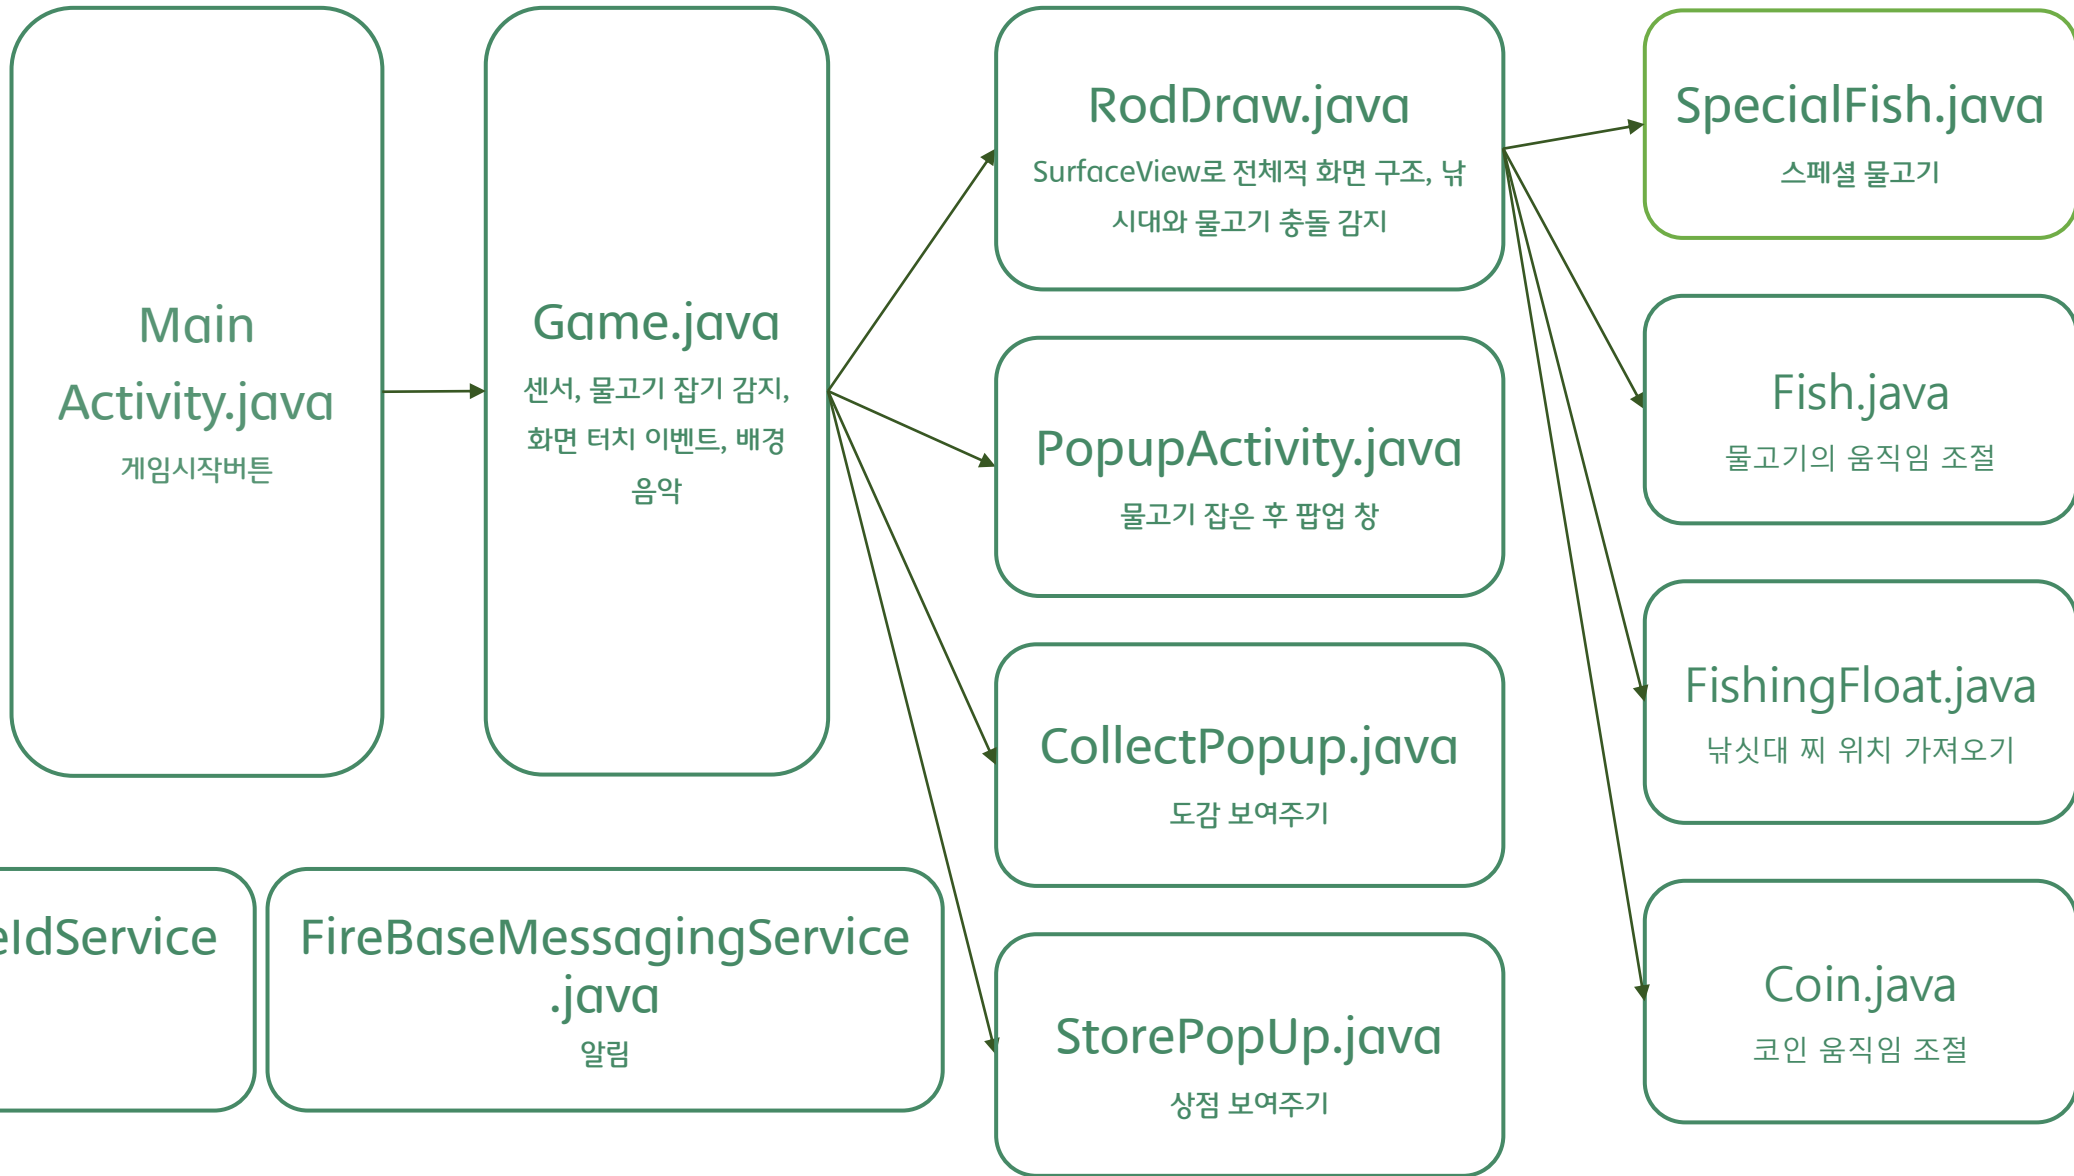 Main
Activity.java
게임시작버튼
Game.java
센서, 물고기 잡기 감지,
화면 터치 이벤트, 배경
음악
RodDraw.java
SurfaceView로 전체적 화면 구조, 낚
시대와 물고기 충돌 감지
PopupActivity.java
물고기 잡은 후 팝업 창
CollectPopup.java
도감 보여주기
StorePopUp.java
상점 보여주기
SpecialFish.java
스페셜 물고기
Fish.java
물고기의 움직임 조절
FishingFloat.java
낚싯대 찌 위치 가져오기
Coin.java
코인 움직임 조절
eIdService
FireBaseMessagingService
.java
알림